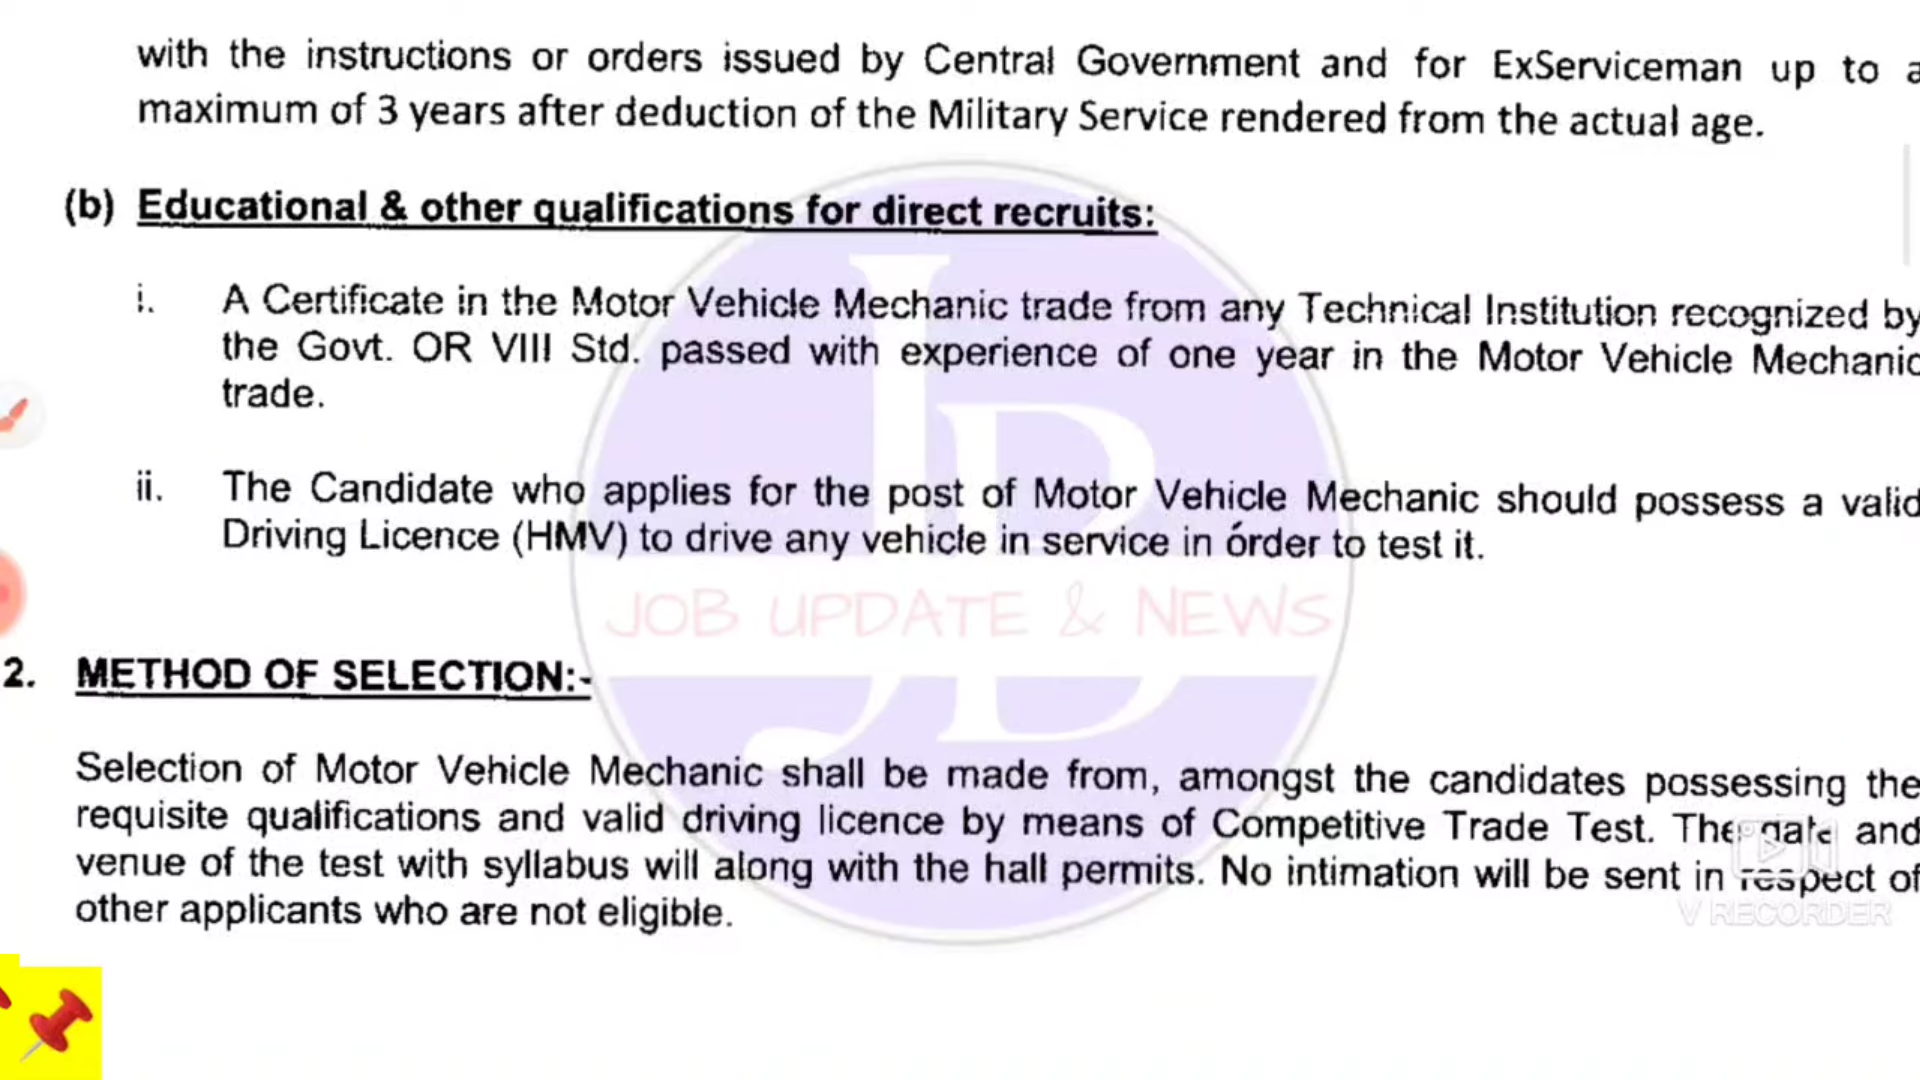 with the instructions or orders issued by Central Government and for ExServiceman up to a
maximum of 3 years after deduction of the Military Service rendered from the actual age.
(b) Educational & other qualifications for direct recruits:
i. A Certificate in the Motor Vehicle Mechanic trade from any Technical Institution recognized by
the Govt. OR VIII Std. passed with experience of one year in the Motor Vehicle Mechanic
trade.
ii. The Candidate who applies for the post of Motor Vehicle Mechanic should possess a valid
Driving Licence (HMV) to drive any vehicle in service in order to test it.
JOB UPDATE & NEWS
2. METHOD OF SELECTION:-
Selection of Motor Vehicle Mechanic shall be made from, amongst the candidates possessing the
requisite qualifications and valid driving licence by means of Competitive Trade Test. The date and
venue of the test with syllabus will along with the hall permits. No intimation will be sent in respect of
other applicants who are not eligible.
V RECORDER
JB